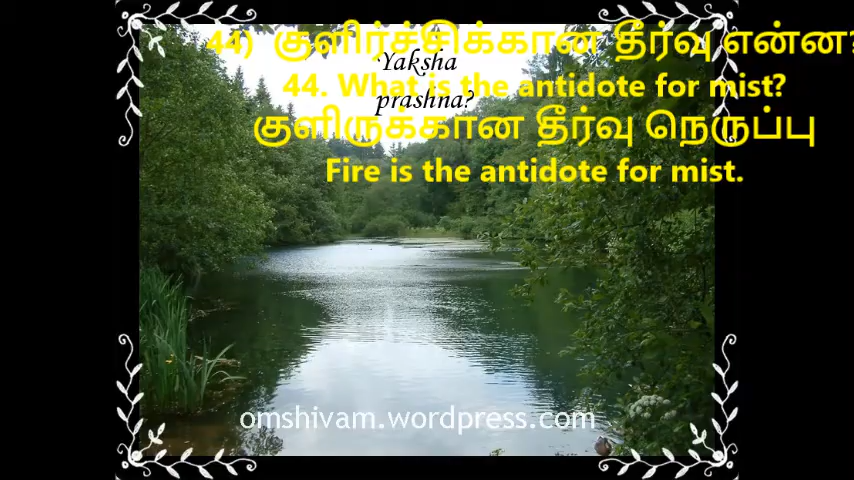 44) குளிர்ச்சிக்கான தீர்வு என்ன?
Yaksha
44. What is the antidote for mist?
prashna?
குளிருக்கான தீர்வு நெருப்பு
Fire is the antidote for mist.
omshivam.wordpress.com